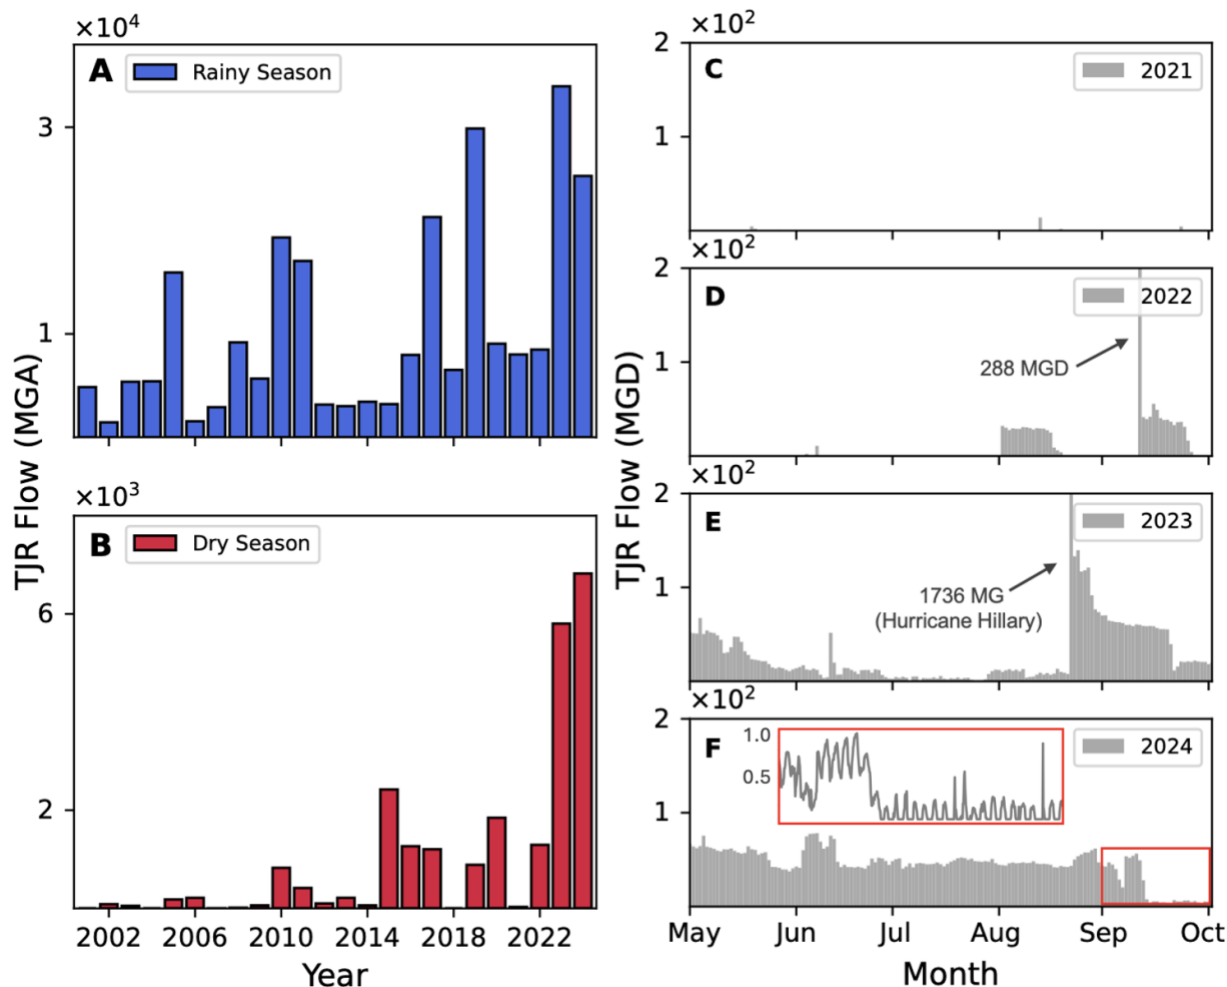 ×10⁴
A
Rainy Season
3
1
TJR Flow (MGA)
×10³
B
Dry Season
6
2
2002
2006
2010
2014
2018
2022
Year
×10²
2
C
2021
1
×10²
2
D
2022
1
288 MGD
TJR Flow (MGD)
×10²
2
E
2023
1
1736 MG
(Hurricane Hillary)
×10²
2
F
1.0
0.5
2024
1
May
Jun
Jul
Aug
Sep
Oct
Month